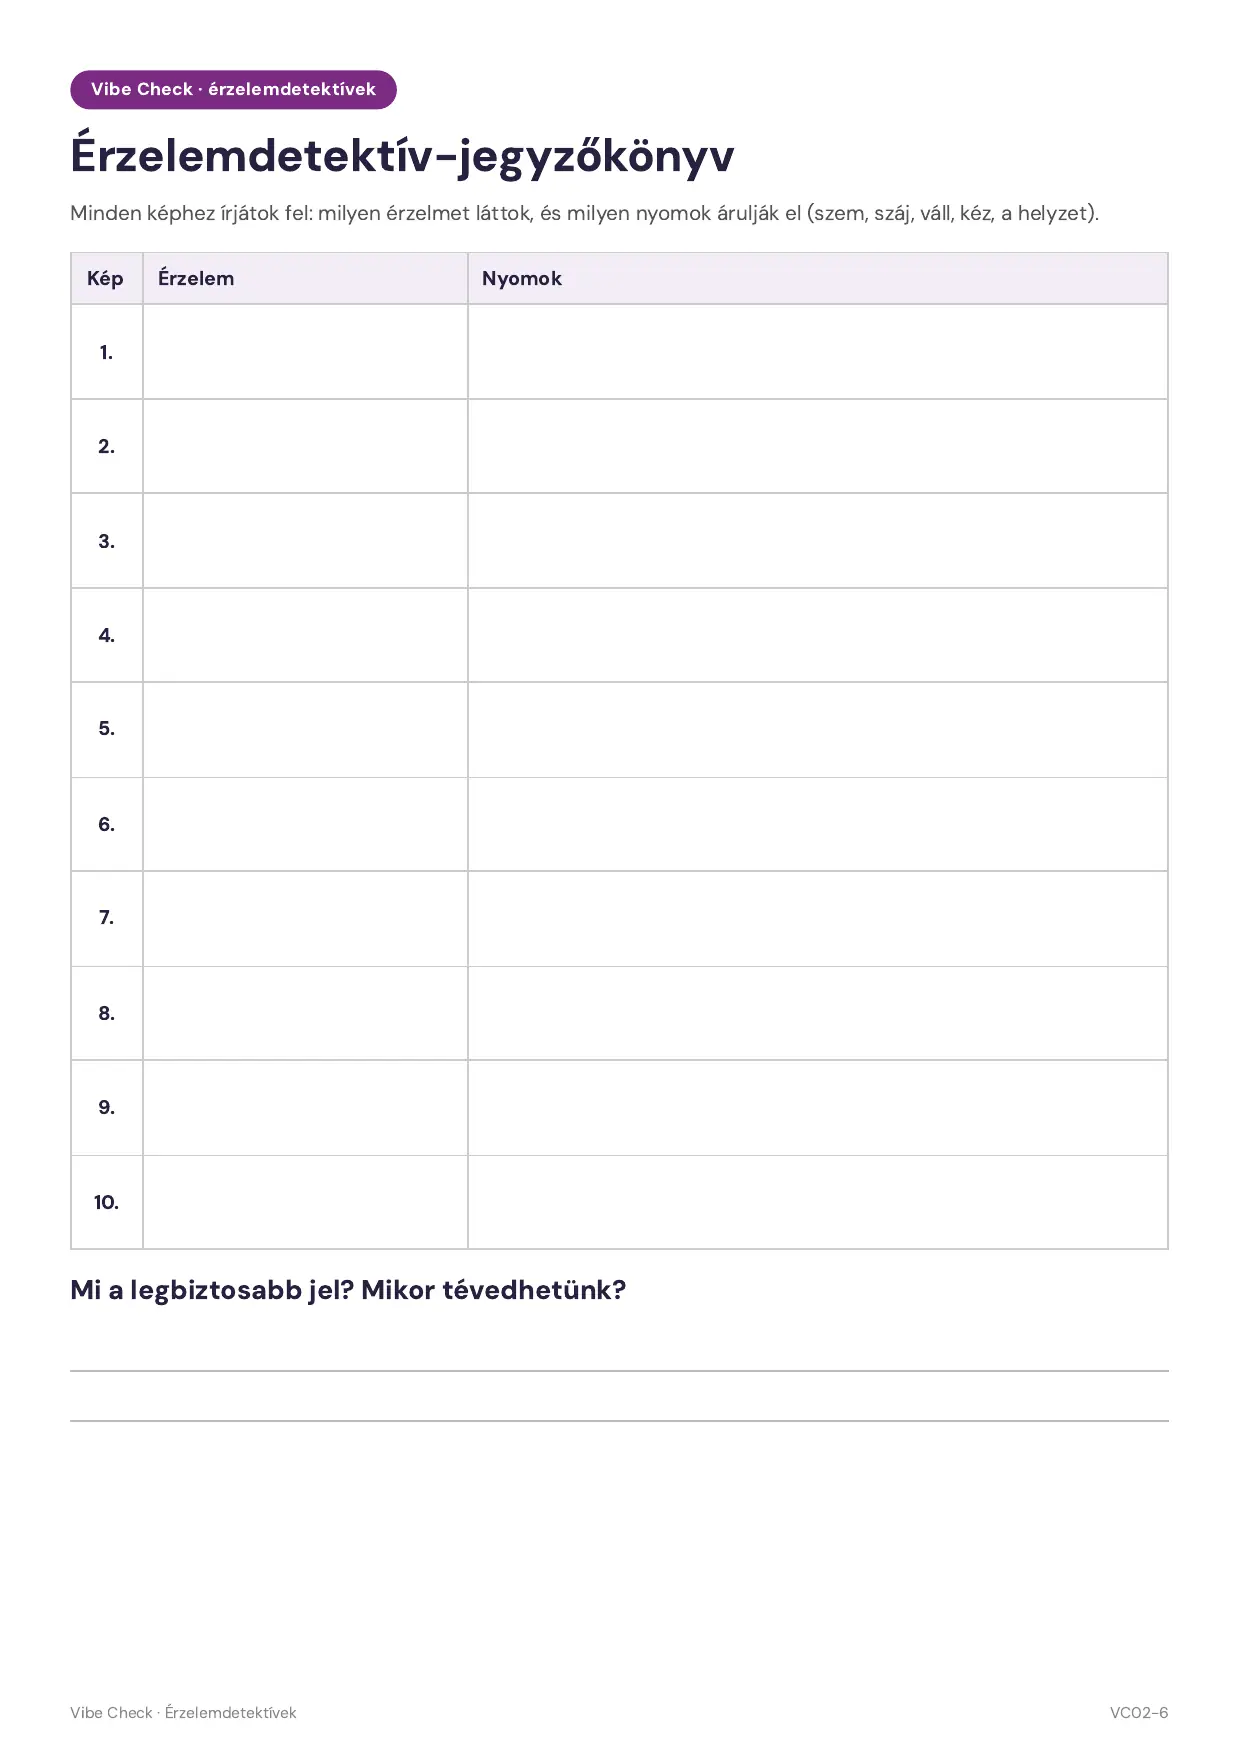 Vibe Check · érzelemdetektívek
Érzelemdetektív-jegyzőkönyv
Minden képhez írjátok fel: milyen érzelmet láttok, és milyen nyomok árulják el (szem, száj, váll, kéz, a helyzet).
Kép Érzelem Nyomok
1.
2.
3.
4.
5.
6.
7.
8.
9.
10.
Mi a legbiztosabb jel? Mikor tévedhetünk?
Vibe Check · Érzelemdetektívek VC02-6